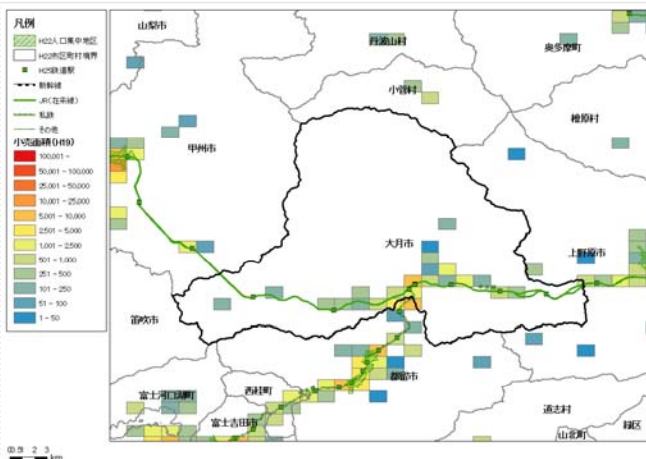 凡例
H22人口集中地区
H22市区町村境界
H25鉄道駅
新幹線
JR(在来線)
私鉄
その他
小売面積(H19)
100,001 -
50,001 - 100,000
25,001 - 50,000
10,001 - 25,000
5,001 - 10,000
2,501 - 5,000
1,001 - 2,500
501 - 1,000
251 - 500
101 - 250
51 - 100
1 - 50
山梨市
丹波山村
奥多摩町
小菅村
檜原村
甲州市
大月市
上野原市
笛吹市
都留市
西桂町
富士河口湖町
富士吉田市
道志村
山北町
緑区
2 3
km